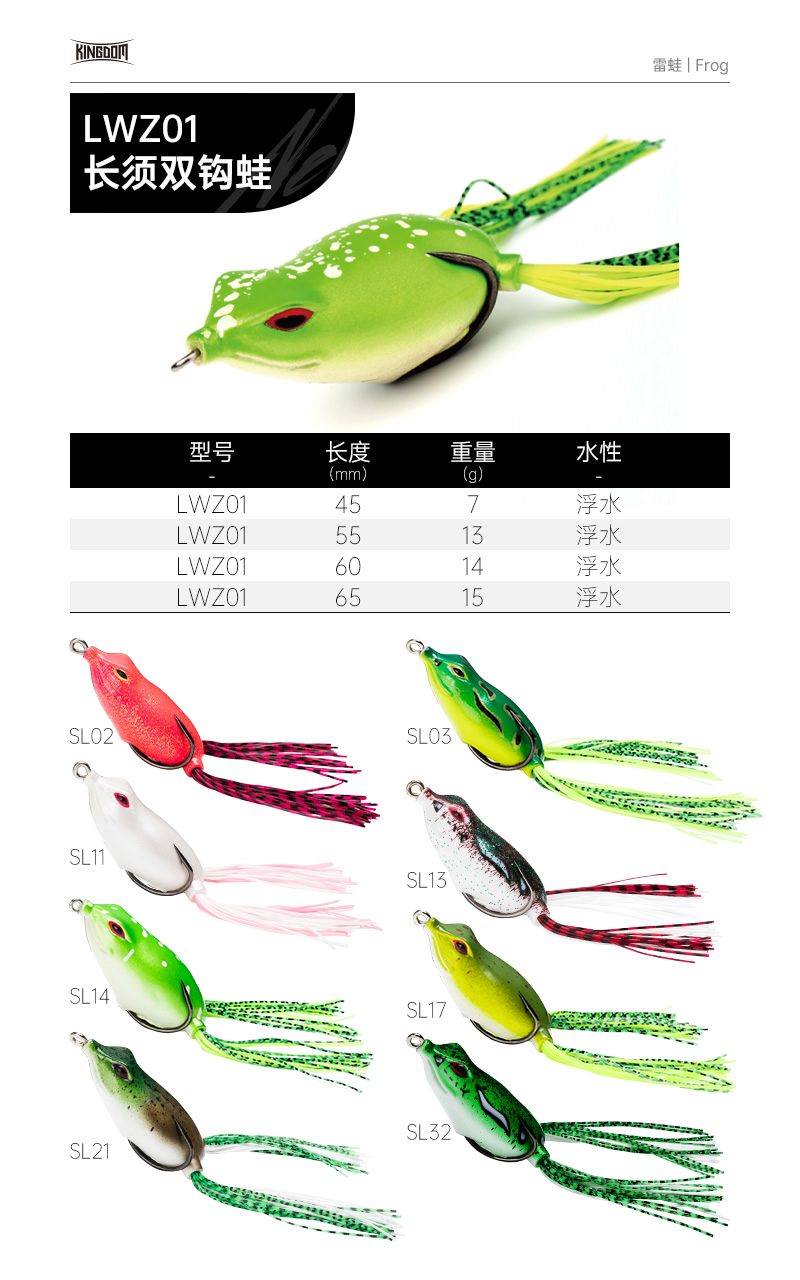 KINGDOM
雷蛙 | Frog
LWZ01
长须双钩蛙
型号 长度 重量 水性
- (mm) (g) -
LWZ01 45 7 浮水
LWZ01 55 13 浮水
LWZ01 60 14 浮水
LWZ01 65 15 浮水
SL02
SL03
SL11
SL13
SL14
SL17
SL21
SL32